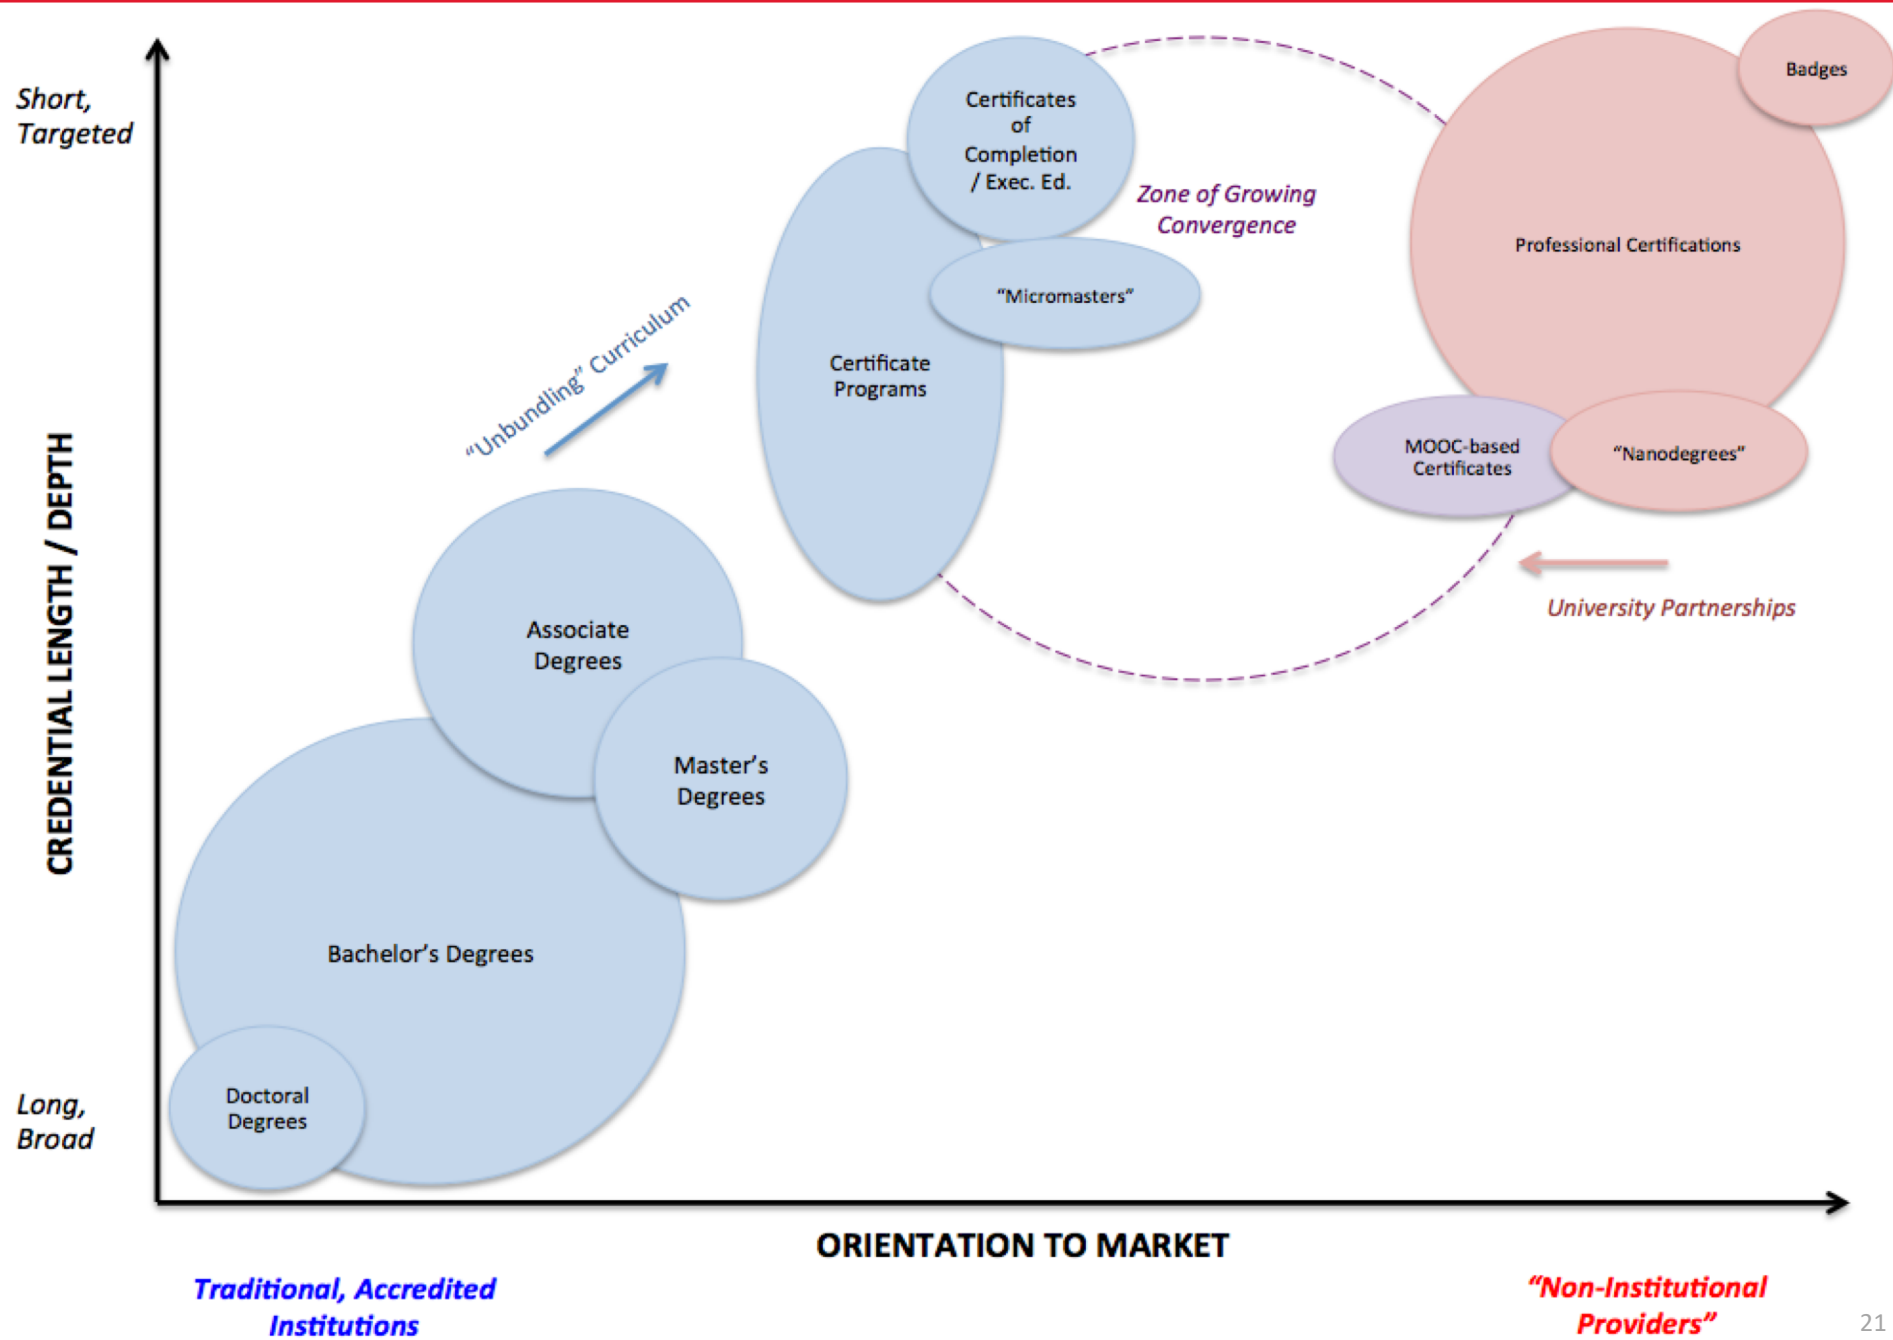 Short,
Targeted
Certificates
of
Completion
/ Exec. Ed.
Badges
Zone of Growing
Convergence
Professional Certifications
“Micromasters”
“Unbundling” Curriculum
Certificate
Programs
MOOC-based
Certificates
“Nanodegrees”
University Partnerships
CREDENTIAL LENGTH / DEPTH
Associate
Degrees
Master’s
Degrees
Bachelor’s Degrees
Doctoral
Degrees
Long,
Broad
ORIENTATION TO MARKET
Traditional, Accredited
Institutions
“Non-Institutional
Providers”
21